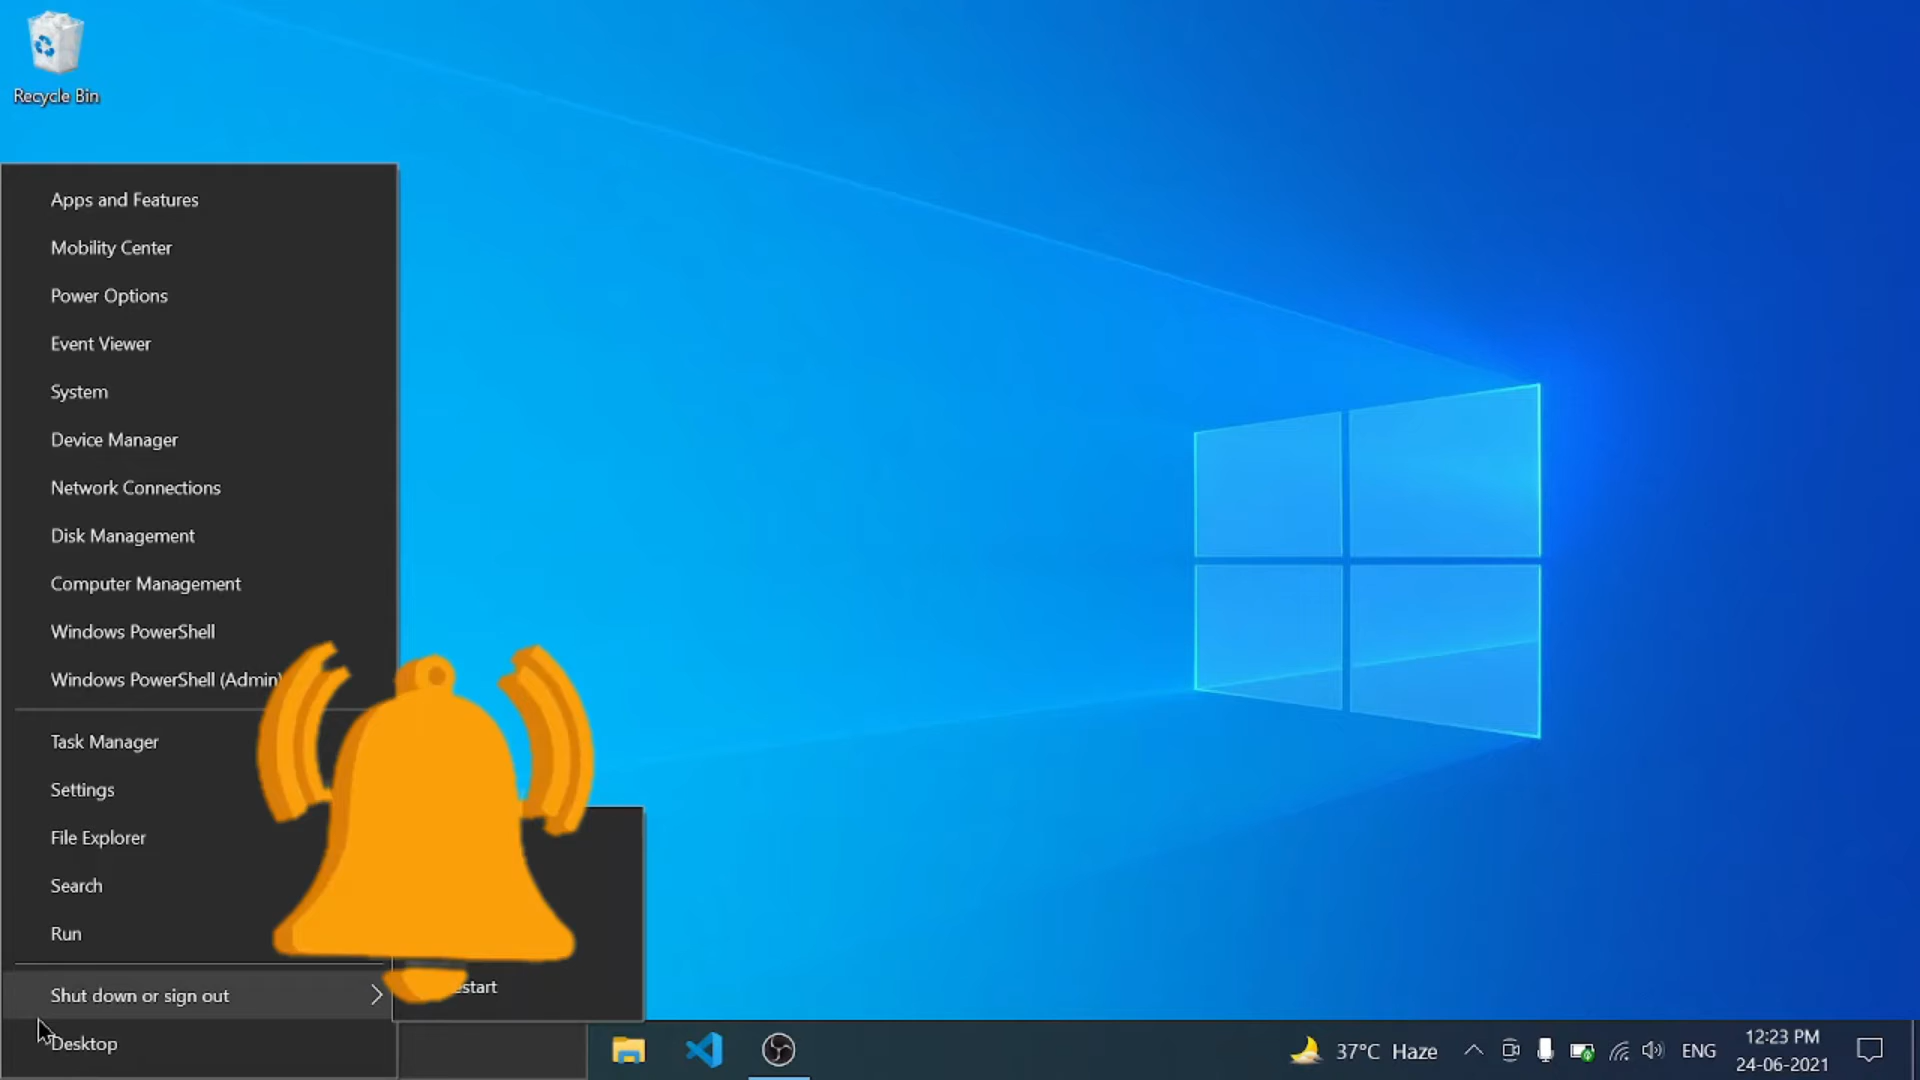 Recycle Bin
Apps and Features
Mobility Center
Power Options
Event Viewer
System
Device Manager
Network Connections
Disk Management
Computer Management
Windows PowerShell
Windows PowerShell (Admin)
Task Manager
Settings
File Explorer
Search
Run
Shut down or sign out
estart
Desktop
37°C Haze
ENG
12:23 PM
24-06-2021